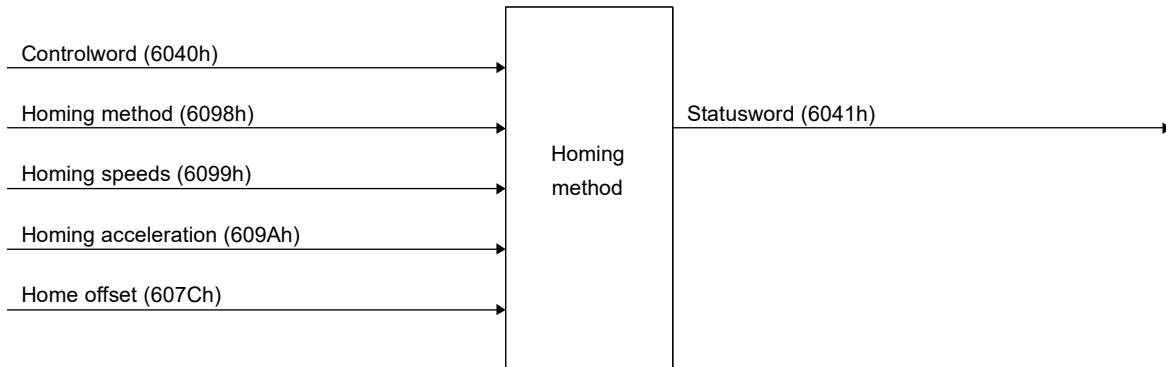 Controlword (6040h)
Homing method (6098h)
Statusword (6041h)
Homing
method
Homing speeds (6099h)
Homing acceleration (609Ah)
Home offset (607Ch)